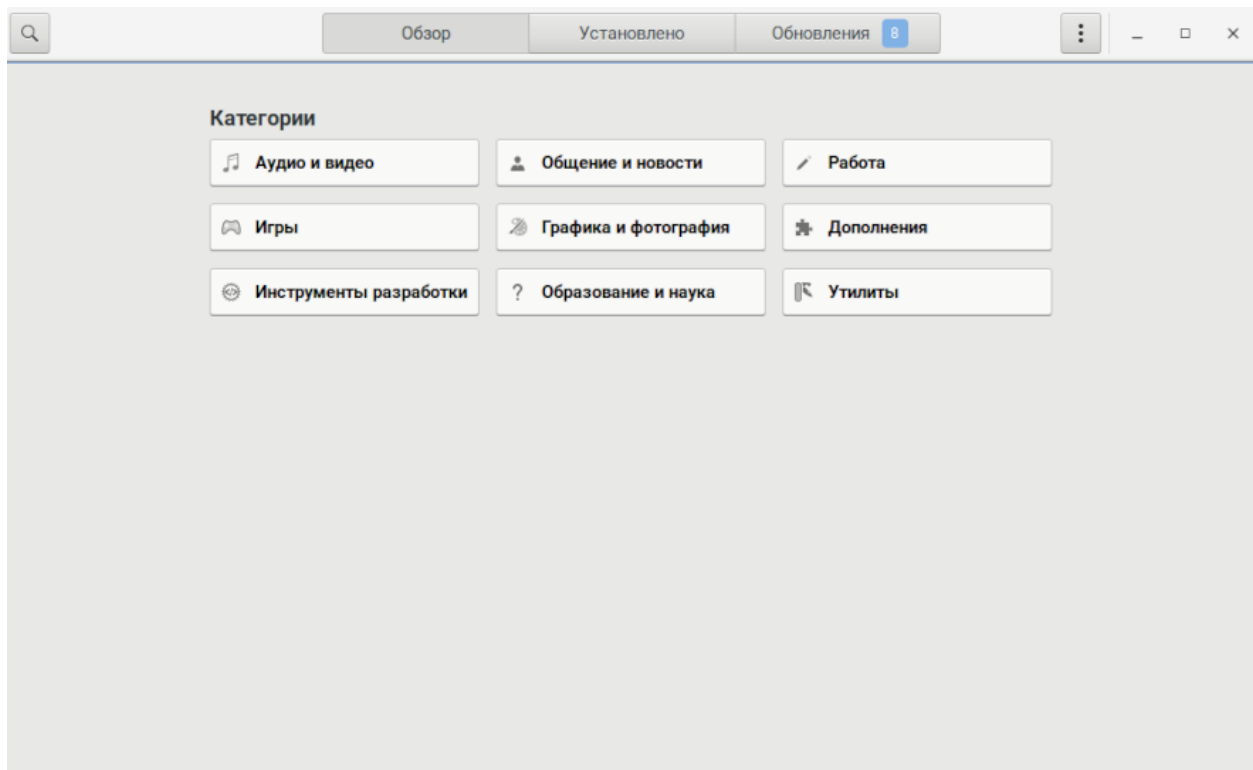 Обзор Установлено Обновления 8
Категории
Аудио и видео Общение и новости Работа
Игры Графика и фотография Дополнения
Инструменты разработки ? Образование и наука Утилиты